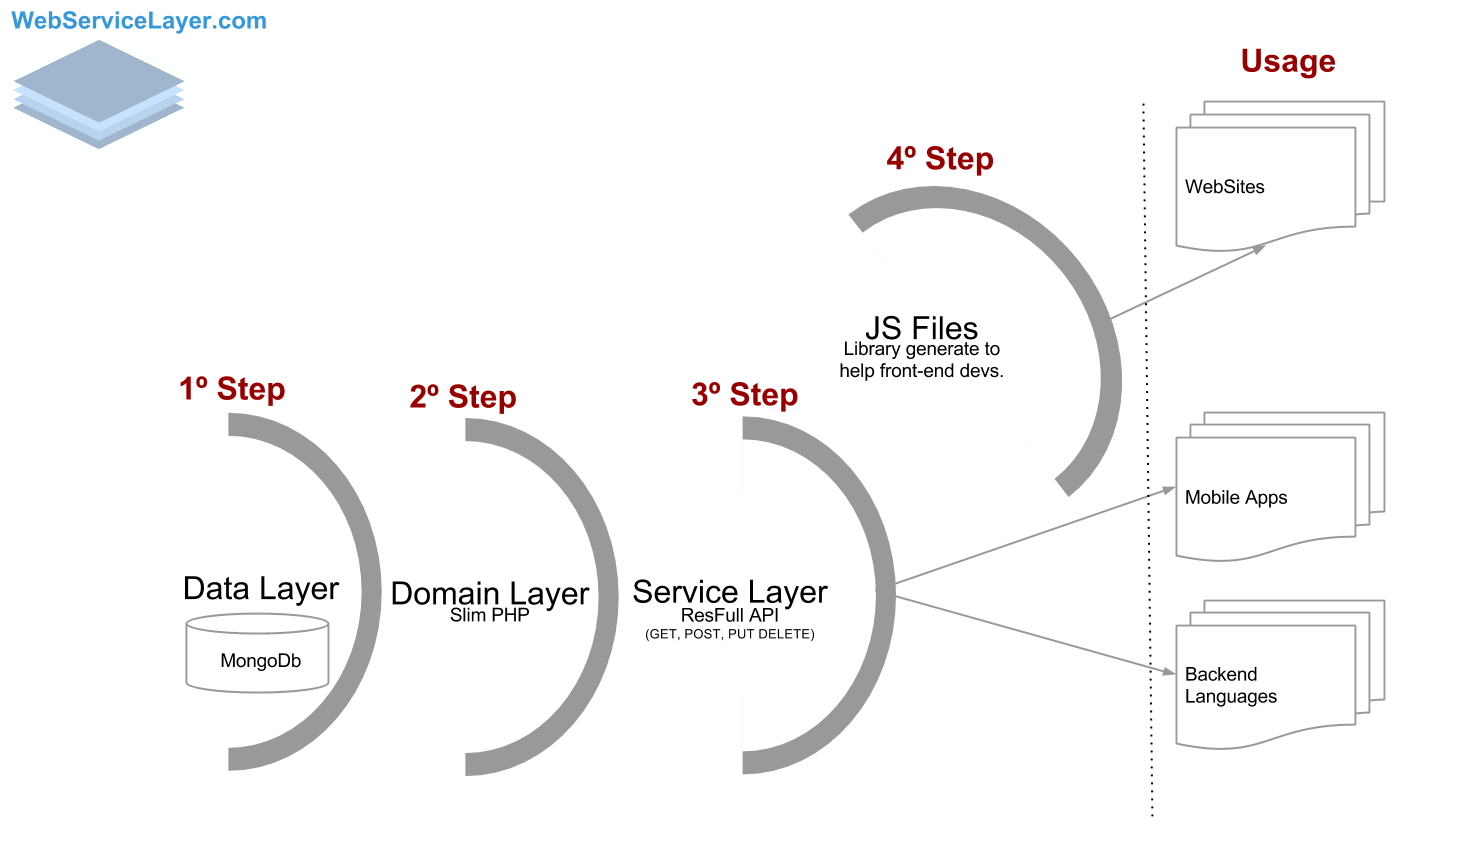 WebServiceLayer.com
Usage
4º Step
WebSites
JS Files
Library generate to
help front-end devs.
1º Step
2º Step
3º Step
Mobile Apps
Data Layer
MongoDb
Domain Layer
Slim PHP
Service Layer
ResFull API
(GET, POST, PUT DELETE)
Backend
Languages